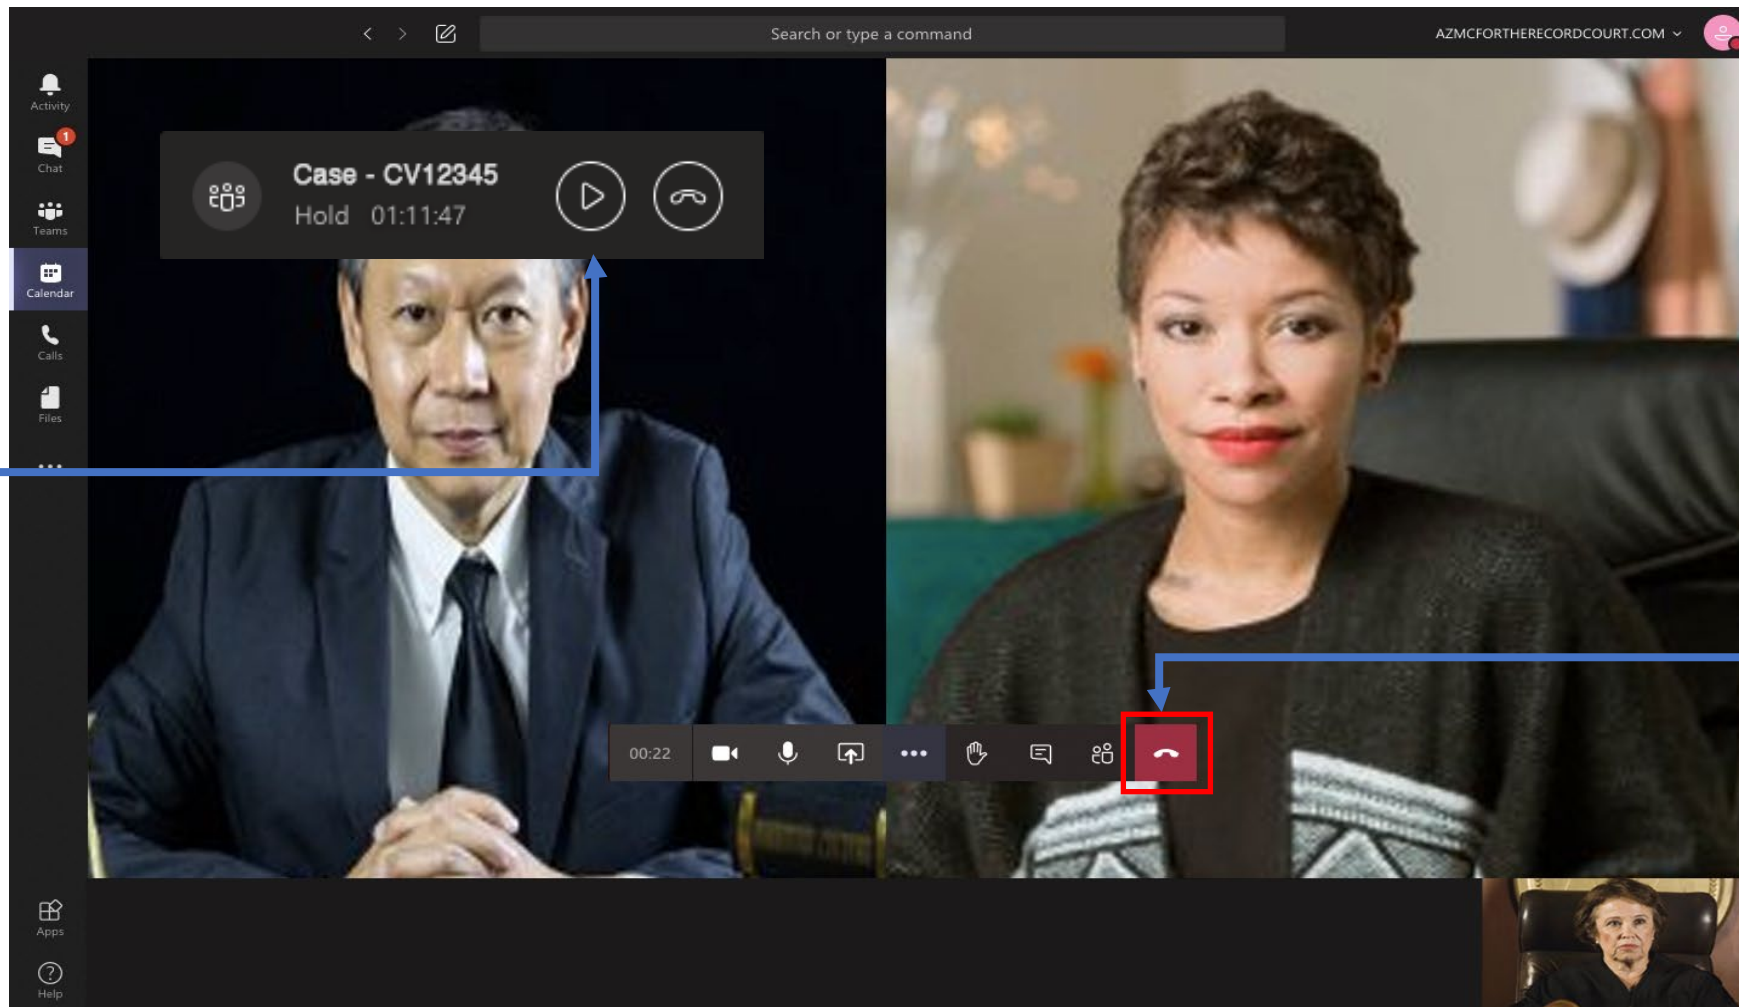 Search or type a command
AZMCFORTHERECORDCOURT.COM
Activity
1
Chat
Teams
Calendar
Calls
Files
Case - CV12345
Hold 01:11:47
00:22
Apps
Help